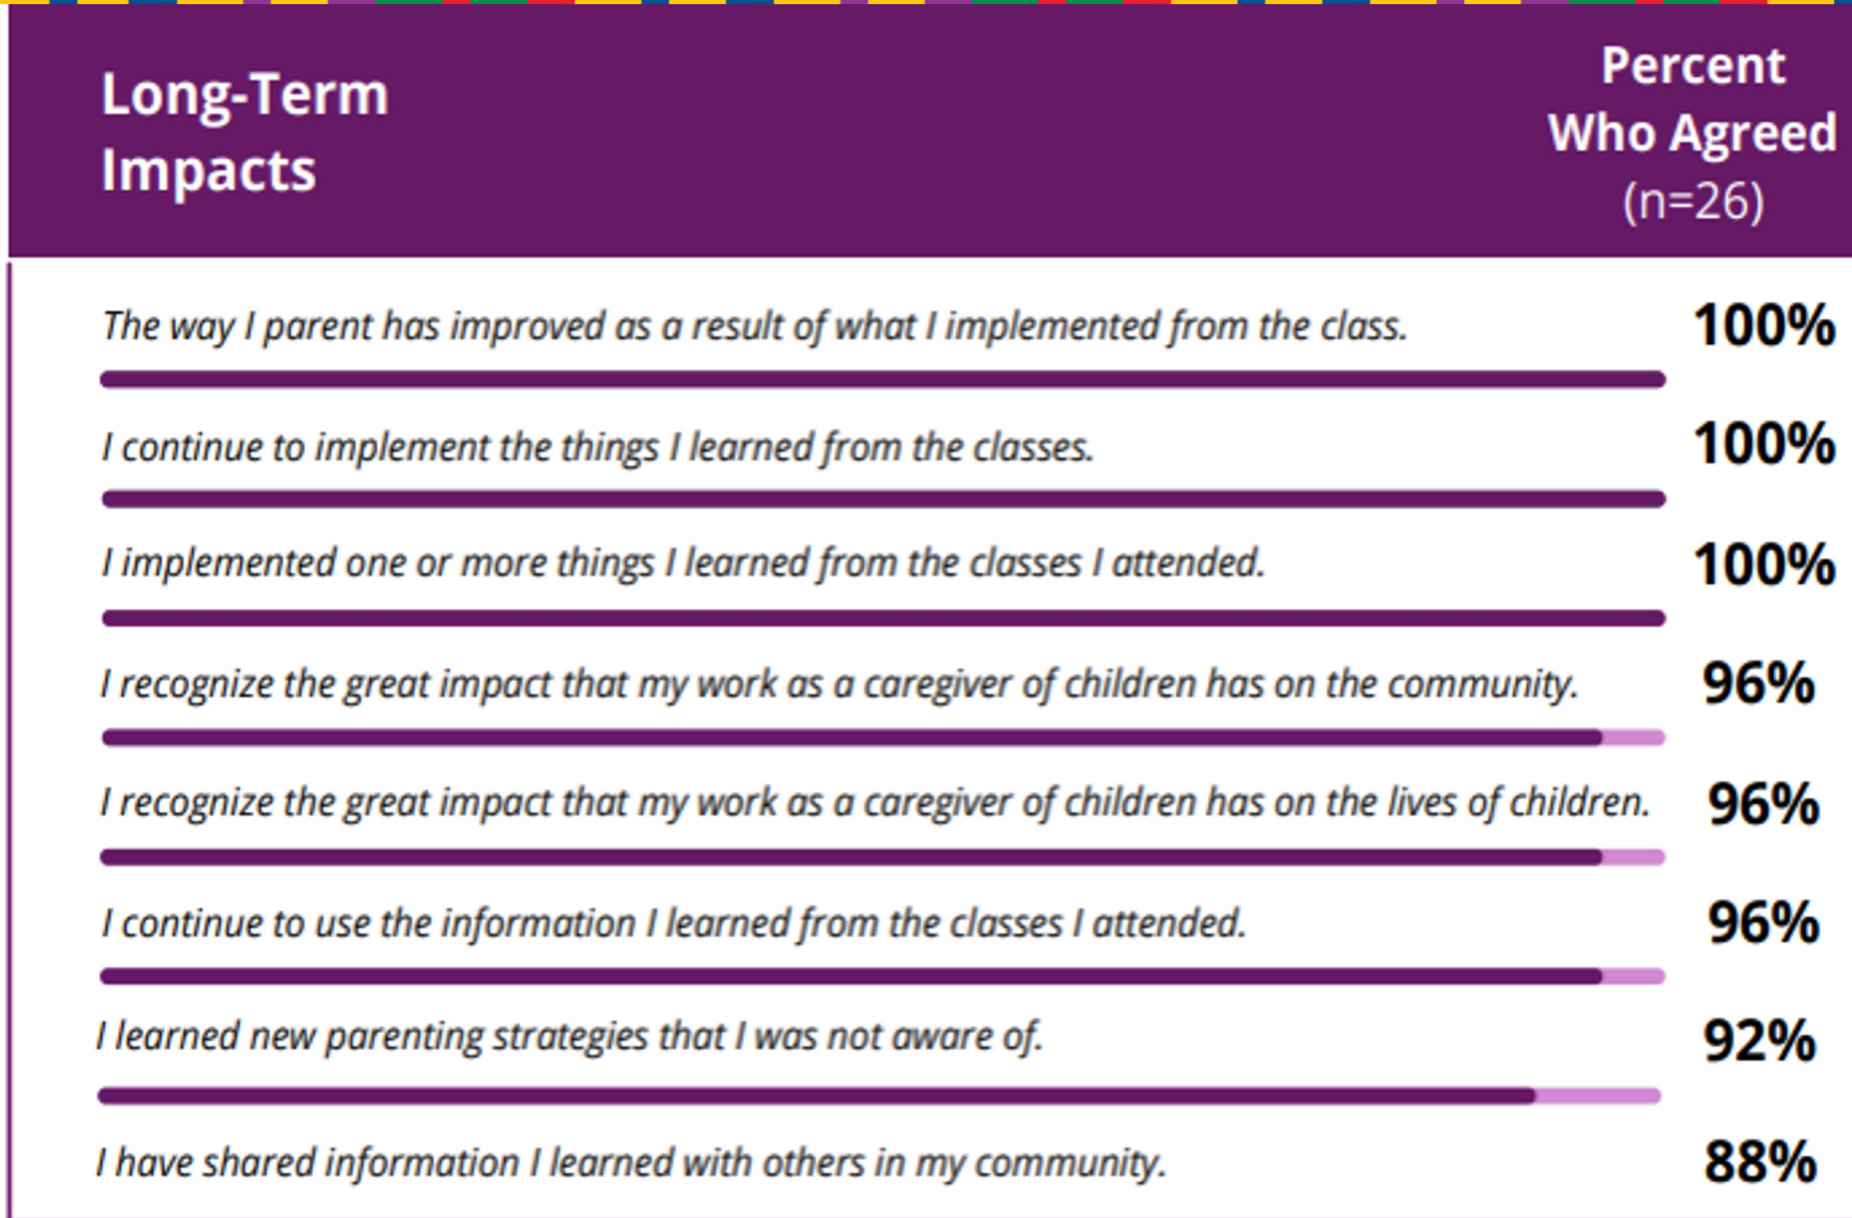 Long-Term
Impacts
Percent
Who Agreed
(n=26)
The way I parent has improved as a result of what I implemented from the class. 100%
I continue to implement the things I learned from the classes. 100%
I implemented one or more things I learned from the classes I attended. 100%
I recognize the great impact that my work as a caregiver of children has on the community. 96%
I recognize the great impact that my work as a caregiver of children has on the lives of children. 96%
I continue to use the information I learned from the classes I attended. 96%
I learned new parenting strategies that I was not aware of. 92%
I have shared information I learned with others in my community. 88%